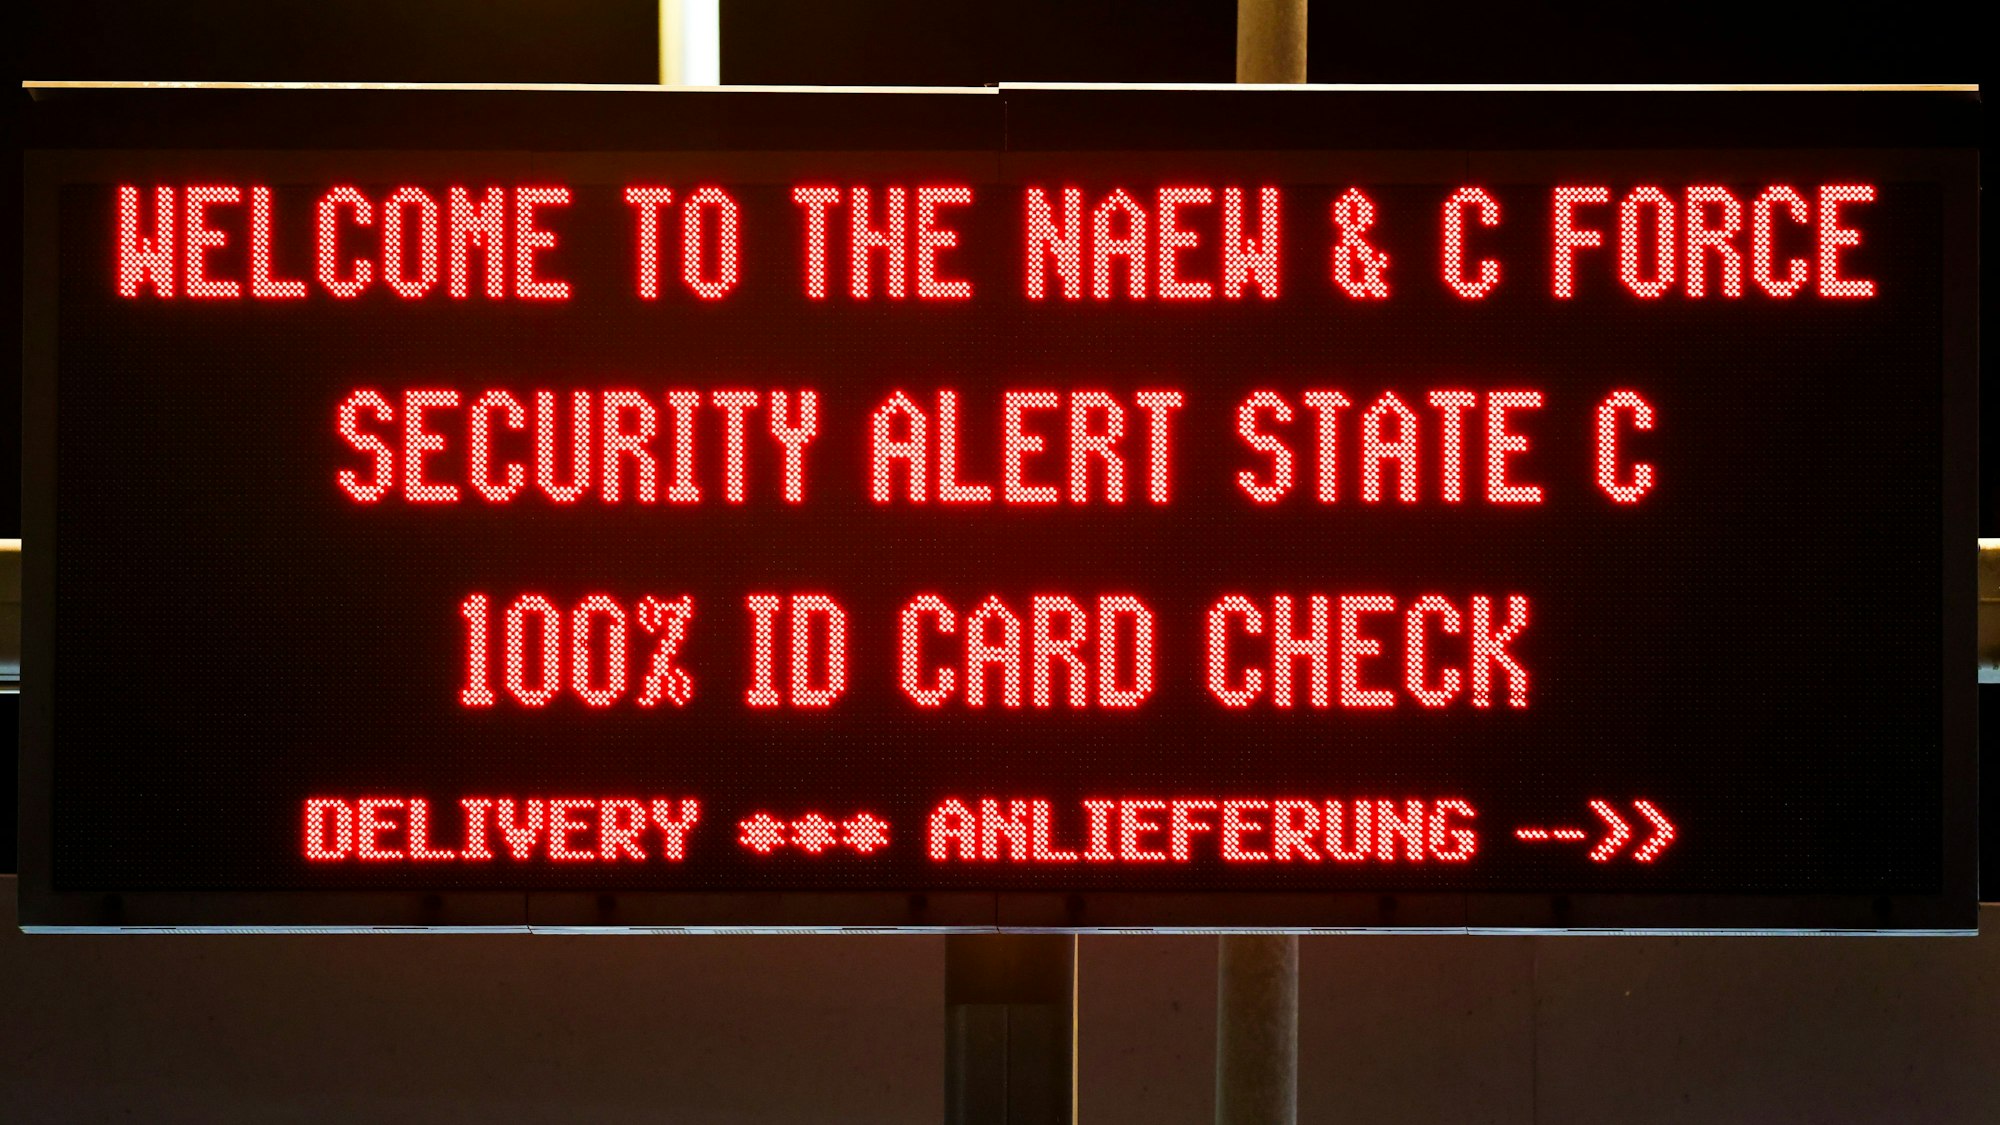 WELCOME TO THE NAEW & C FORCE
SECURITY ALERT STATE C
100% ID CARD CHECK
DELIVERY *** ANLIEFERUNG -->>